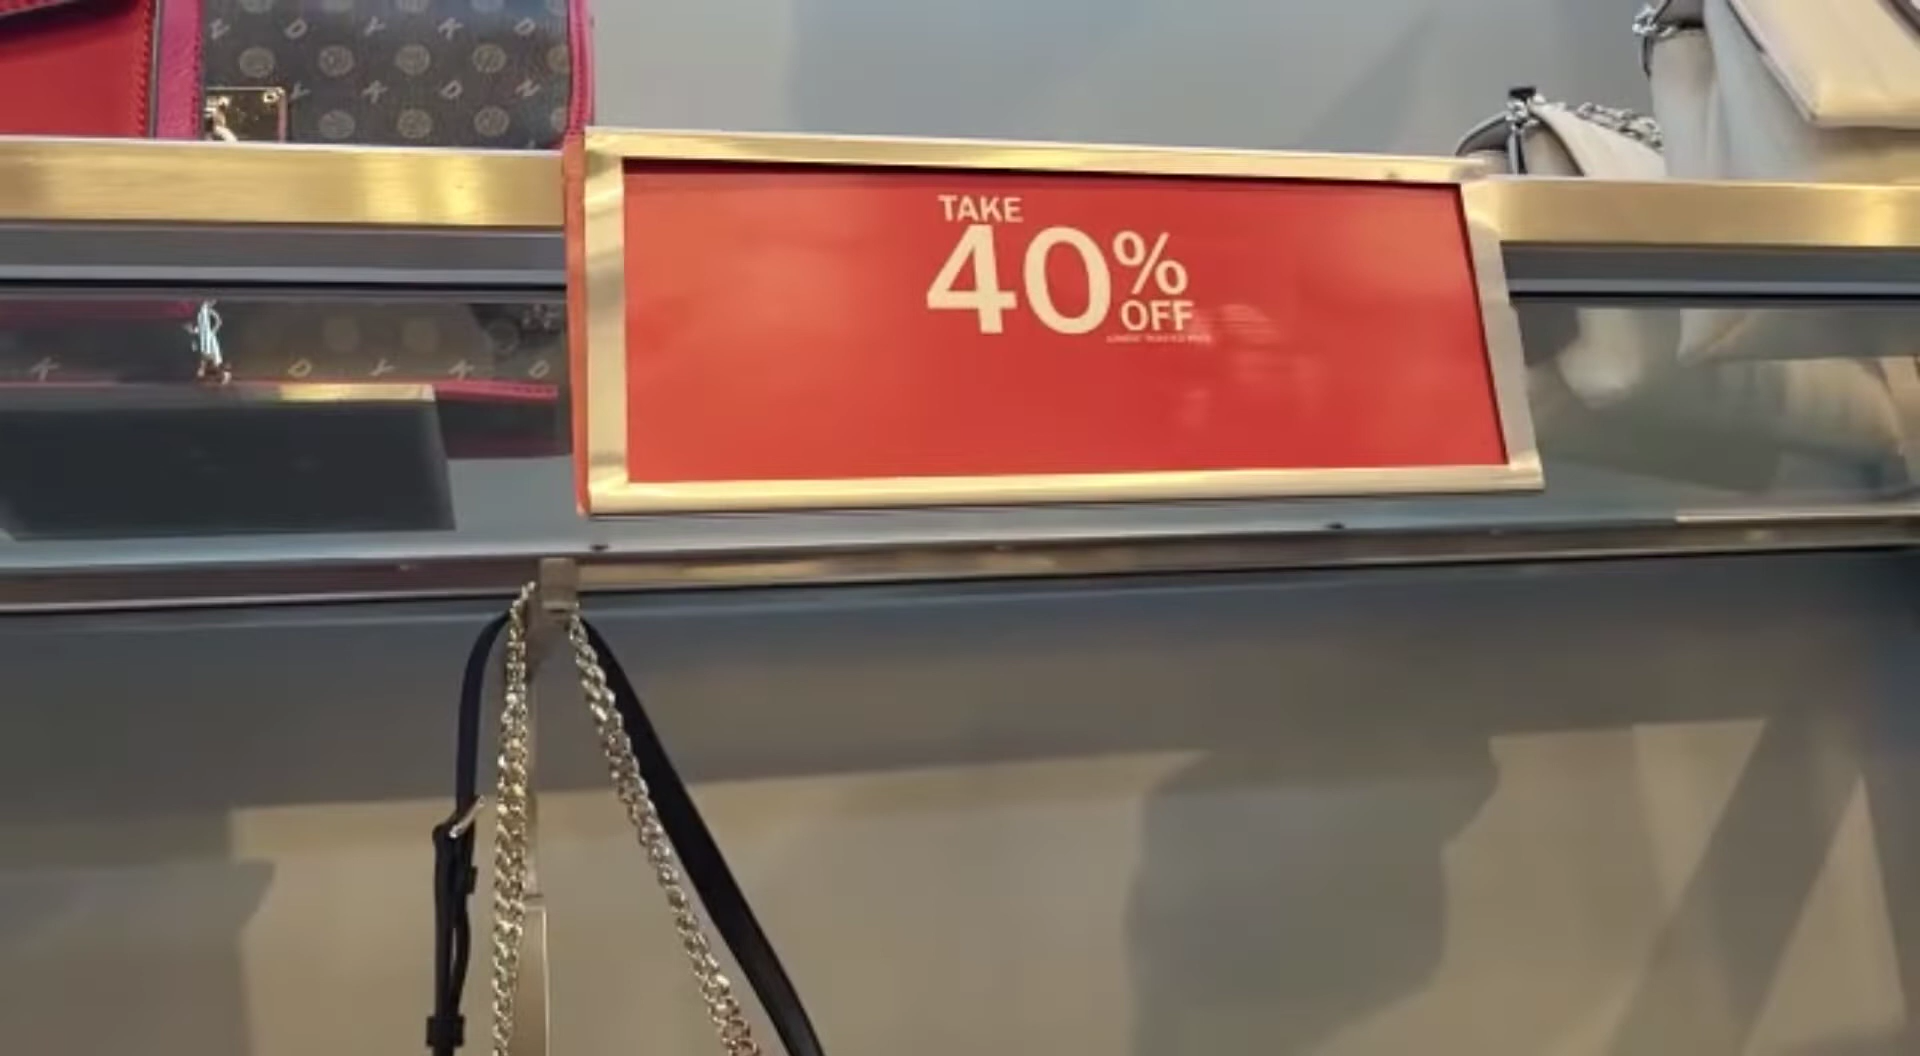 N D Y K D
Y K D N
TAKE
40%
OFF
K D Y K D